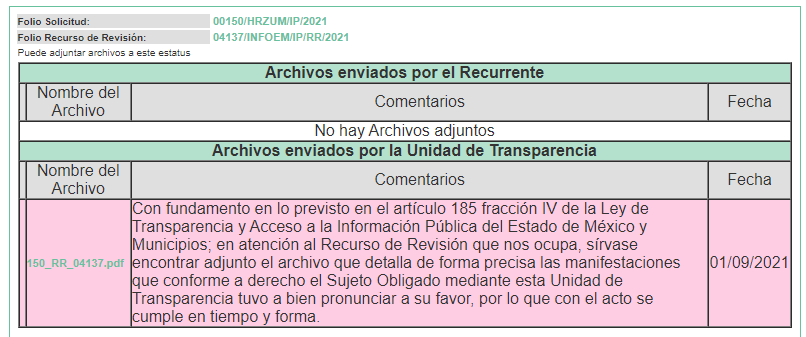 Folio Solicitud: 00150/HRZUM/IP/2021
Folio Recurso de Revisión: 04137/INFOEM/IP/RR/2021
Puede adjuntar archivos a este estatus
Archivos enviados por el Recurrente
Nombre del Archivo Comentarios Fecha
No hay Archivos adjuntos
Archivos enviados por la Unidad de Transparencia
Nombre del Archivo Comentarios Fecha
150_RR_04137.pdf
Con fundamento en lo previsto en el artículo 185 fracción IV de la Ley de
Transparencia y Acceso a la Información Pública del Estado de México y
Municipios; en atención al Recurso de Revisión que nos ocupa, sírvase
encontrar adjunto el archivo que detalla de forma precisa las manifestaciones
que conforme a derecho el Sujeto Obligado mediante esta Unidad de
Transparencia tuvo a bien pronunciar a su favor, por lo que con el acto se
cumple en tiempo y forma.
01/09/2021